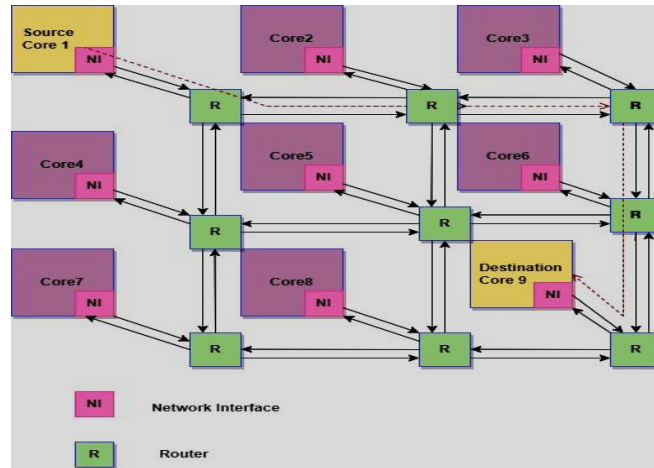 Source
Core 1
NI
Core2
NI
Core3
NI
R
R
R
Core4
NI
Core5
NI
Core6
NI
R
R
R
Core7
NI
Core8
NI
Destination
Core 9
NI
R
R
R
NI
Network Interface
R
Router